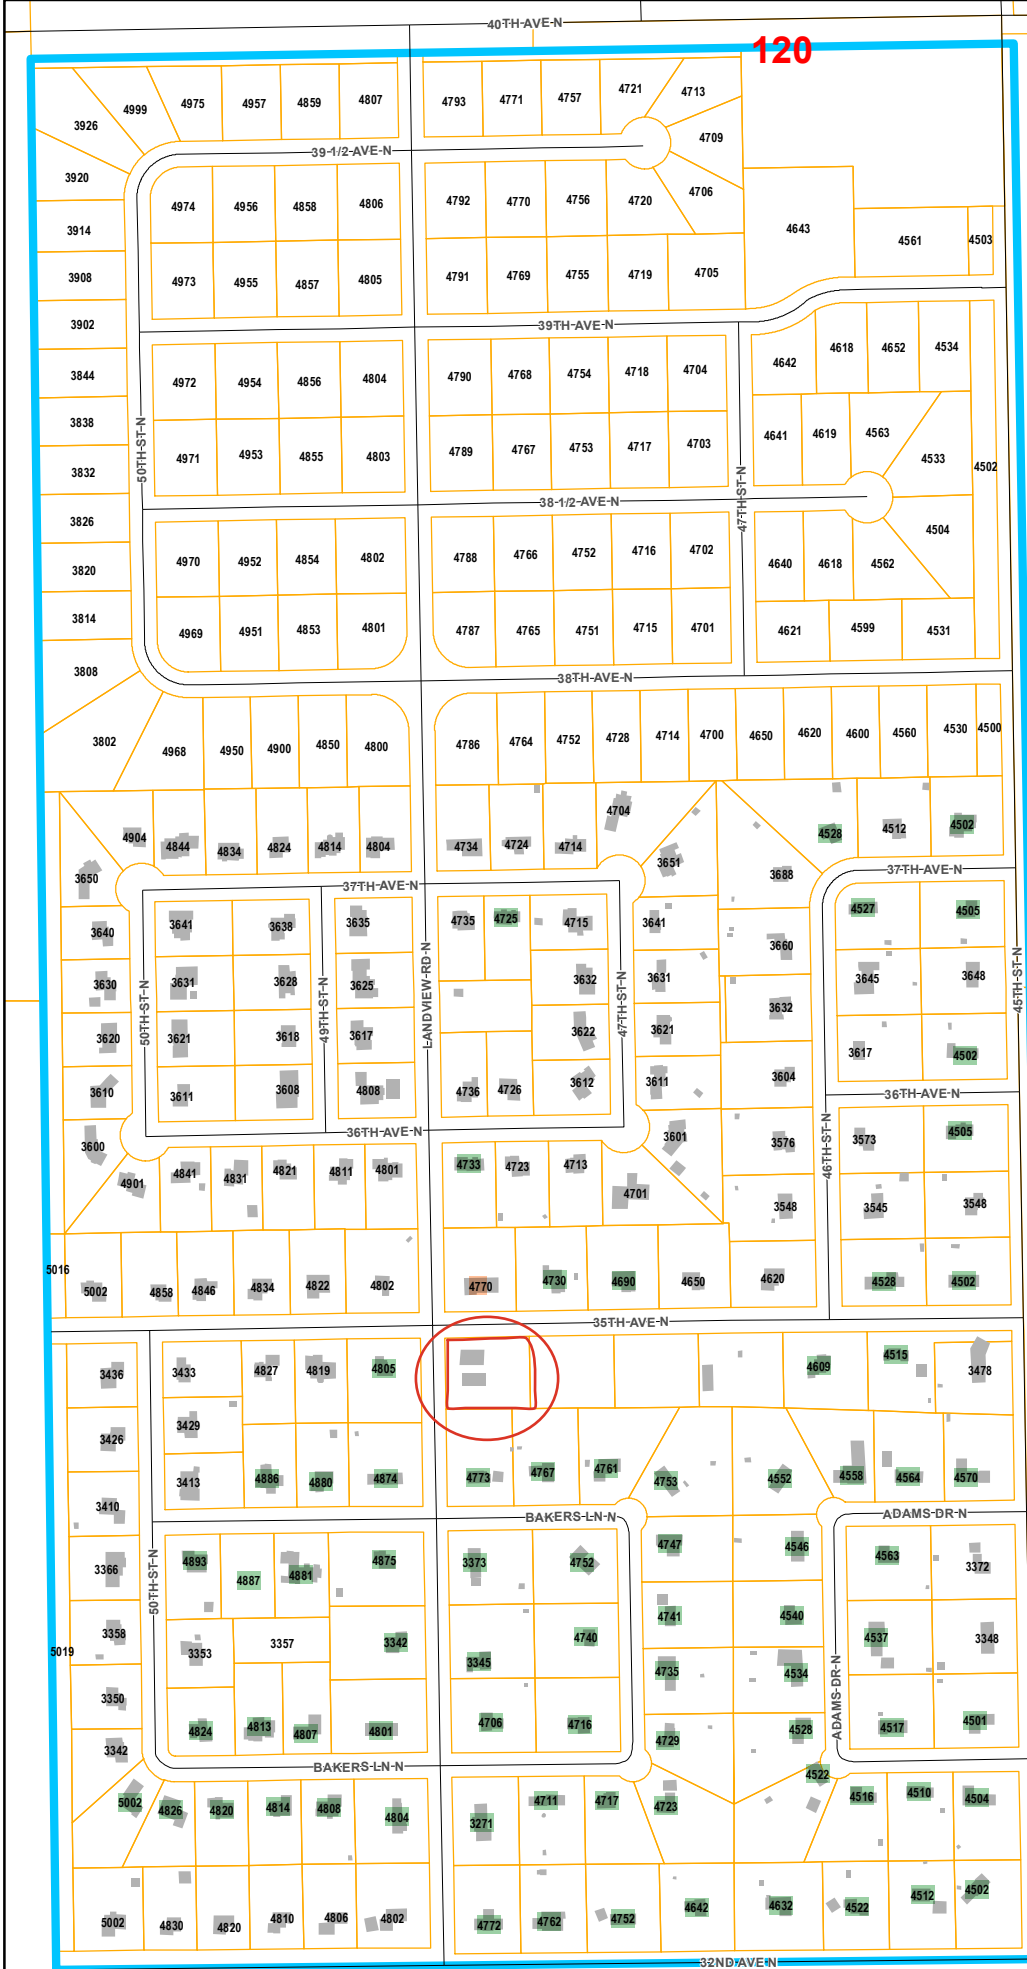 40TH AVE N
120
4999 4975 4957 4859 4807 4793 4771 4757 4721 4713
3926
4709
39-1/2 AVE N
3920
4974 4956 4858 4806 4792 4770 4756 4720 4706
3914
4643 4561 4503
3908
4973 4955 4857 4805 4791 4769 4755 4719 4705
3902
39TH AVE N
3844
4972 4954 4856 4804 4790 4768 4754 4718 4704 4642 4618 4652 4534
3838
4971 4953 4855 4803 4789 4767 4753 4717 4703 4641 4619 4563 4533 4502
3832
50TH ST N
47TH ST N
38-1/2 AVE N
3826
4504
3820
4970 4952 4854 4802 4788 4766 4752 4716 4702 4640 4618 4562
3814
4969 4951 4853 4801 4787 4765 4751 4715 4701 4621 4599 4531
3808
38TH AVE N
3802 4968 4950 4900 4850 4800 4786 4764 4752 4728 4714 4700 4650 4620 4600 4560 4530 4500
4704
4904 4844 4834 4824 4814 4804 4734 4724 4714 3651 4528 4512 4502
3650
3688
37TH AVE N
37TH AVE N
3640 3641 3638 3635 4735 4725 4715 3641 4527 4505
3660
3630 3631 3628 3625 3632 3631 3645 3648
50TH ST N
49TH ST N
LANDVIEW RD N
47TH ST N
45TH ST N
3632
3620 3621 3618 3617 3622 3621 3617 4502
3610 3611 3608 4808 4736 4726 3612 3611 3604
36TH AVE N
36TH AVE N
3600
3601 3576 3573 4505
46TH ST N
4901 4841 4831 4821 4811 4801 4733 4723 4713 4701
3548 3545 3548
5016
5002 4858 4846 4834 4822 4802 4770 4730 4690 4650 4620 4528 4502
35TH AVE N
3436 3433 4827 4819 4805 4609 4515 3478
3426 3429
3413 4886 4880 4874 4773 4767 4761 4753 4552 4558 4564 4570
3410
BAKERS LN N
ADAMS DR N
3366 4893 4887 4881 4875 3373 4752 4747 4546 4563 3372
50TH ST N
3358 4741 4540
5019
3353 3357 3342 3345 4740 4735 4534 4537 3348
3350
ADAMS DR N
3342 4824 4813 4807 4801 4706 4716 4729 4528 4517 4501
BAKERS LN N
4522
5002 4826 4820 4814 4808 4804 3271 4711 4717 4723 4516 4510 4504
5002 4830 4820 4810 4806 4802 4772 4762 4752 4642 4632 4522 4512 4502
32ND AVE N